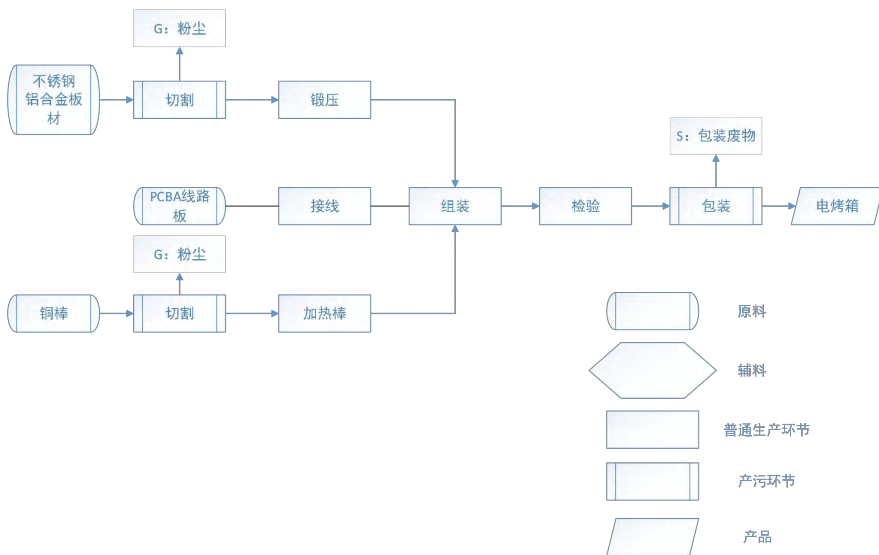 G：粉尘
不锈钢
铝合金板
材
切割
锻压
S：包装废物
PCBA线路
板
接线
组装
检验
包装
电烤箱
G：粉尘
铜棒
切割
加热棒
原料
辅料
普通生产环节
产污环节
产品